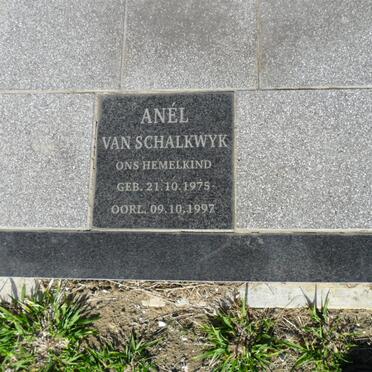 ANÉL
VAN SCHALKWYK
ONS HEMELKIND
GEB. 21.10.1975
OORL. 09.10.1997